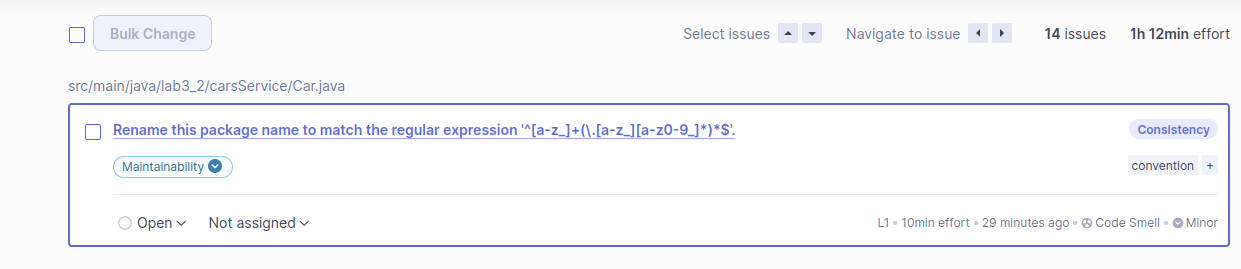 Bulk Change Select issues Navigate to issue 14 issues 1h 12min effort
src/main/java/lab3_2/carsService/Car.java
Rename this package name to match the regular expression '^[a-z_]+(\.[a-z_][a-z0-9_]*)*$'. Consistency
Maintainability convention +
Open Not assigned L1 • 10min effort • 29 minutes ago • Code Smell • Minor